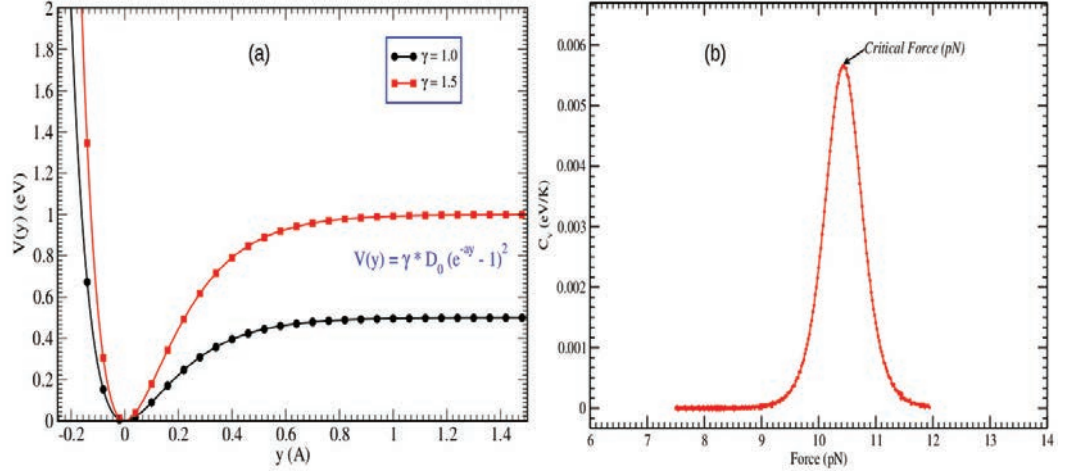 (a)
γ = 1.0
γ = 1.5
V(y) = γ * D_0 (e^{-ay} - 1)^2
V(y) (eV)
2
1.8
1.6
1.4
1.2
1
0.8
0.6
0.4
0.2
0
-0.2 0 0.2 0.4 0.6 0.8 1 1.2 1.4
y (A)
(b)
Critical Force (pN)
C_v (eV/K)
0.006
0.005
0.004
0.003
0.002
0.001
0
6 7 8 9 10 11 12 13 14
Force (pN)